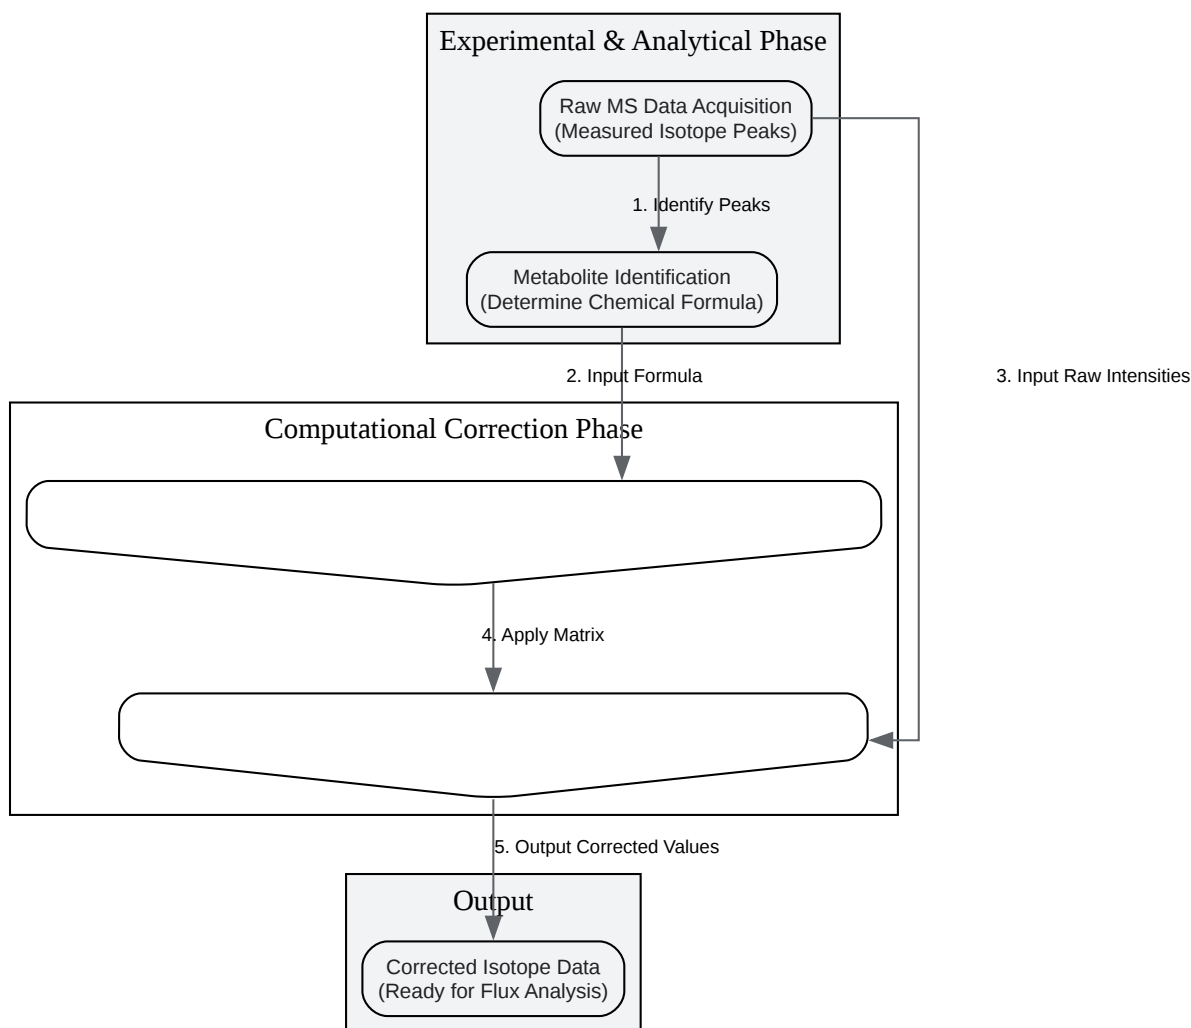 Experimental & Analytical Phase
Raw MS Data Acquisition
(Measured Isotope Peaks)
1. Identify Peaks
Metabolite Identification
(Determine Chemical Formula)
2. Input Formula
3. Input Raw Intensities
Computational Correction Phase
4. Apply Matrix
5. Output Corrected Values
Output
Corrected Isotope Data
(Ready for Flux Analysis)